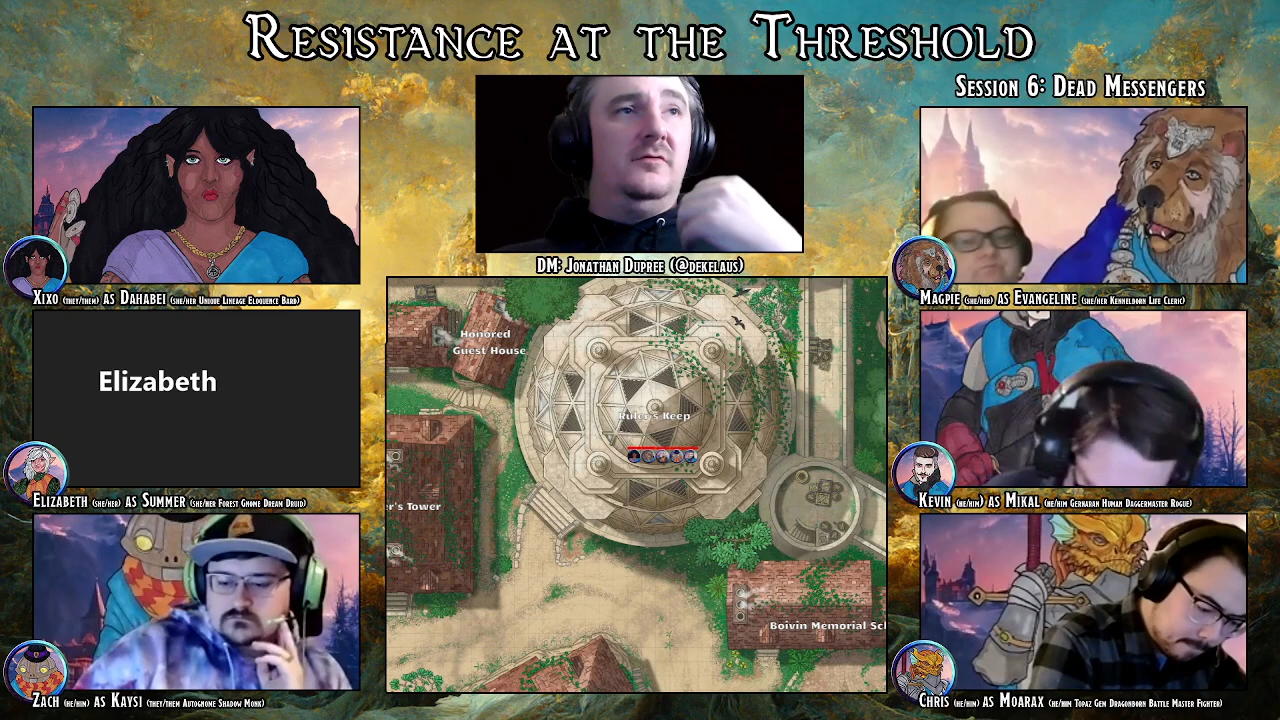 Resistance at the Threshold
Session 6: Dead Messengers
DM: Jonathan Dupree (@dekelaus)
Xixo (they/them) as Dahabei (she/her Unique Lineage Eloquence Bard)
Magpie (she/her) as Evangeline (she/her Kennelborn Life Cleric)
Elizabeth
Honored
Guest House
Ruler's Keep
r's Tower
Boivin Memorial Scl
Elizabeth (she/her) as Summer (she/her Forest Gnome Dream Druid)
Kevin (he/him) as Mikal (he/him Gernaran Human Daggermaster Rogue)
Zach (he/him) as Kaysi (they/them Autognome Shadow Monk)
Chris (he/him) as Moarax (he/him Topaz Gem Dragonborn Battle Master Fighter)